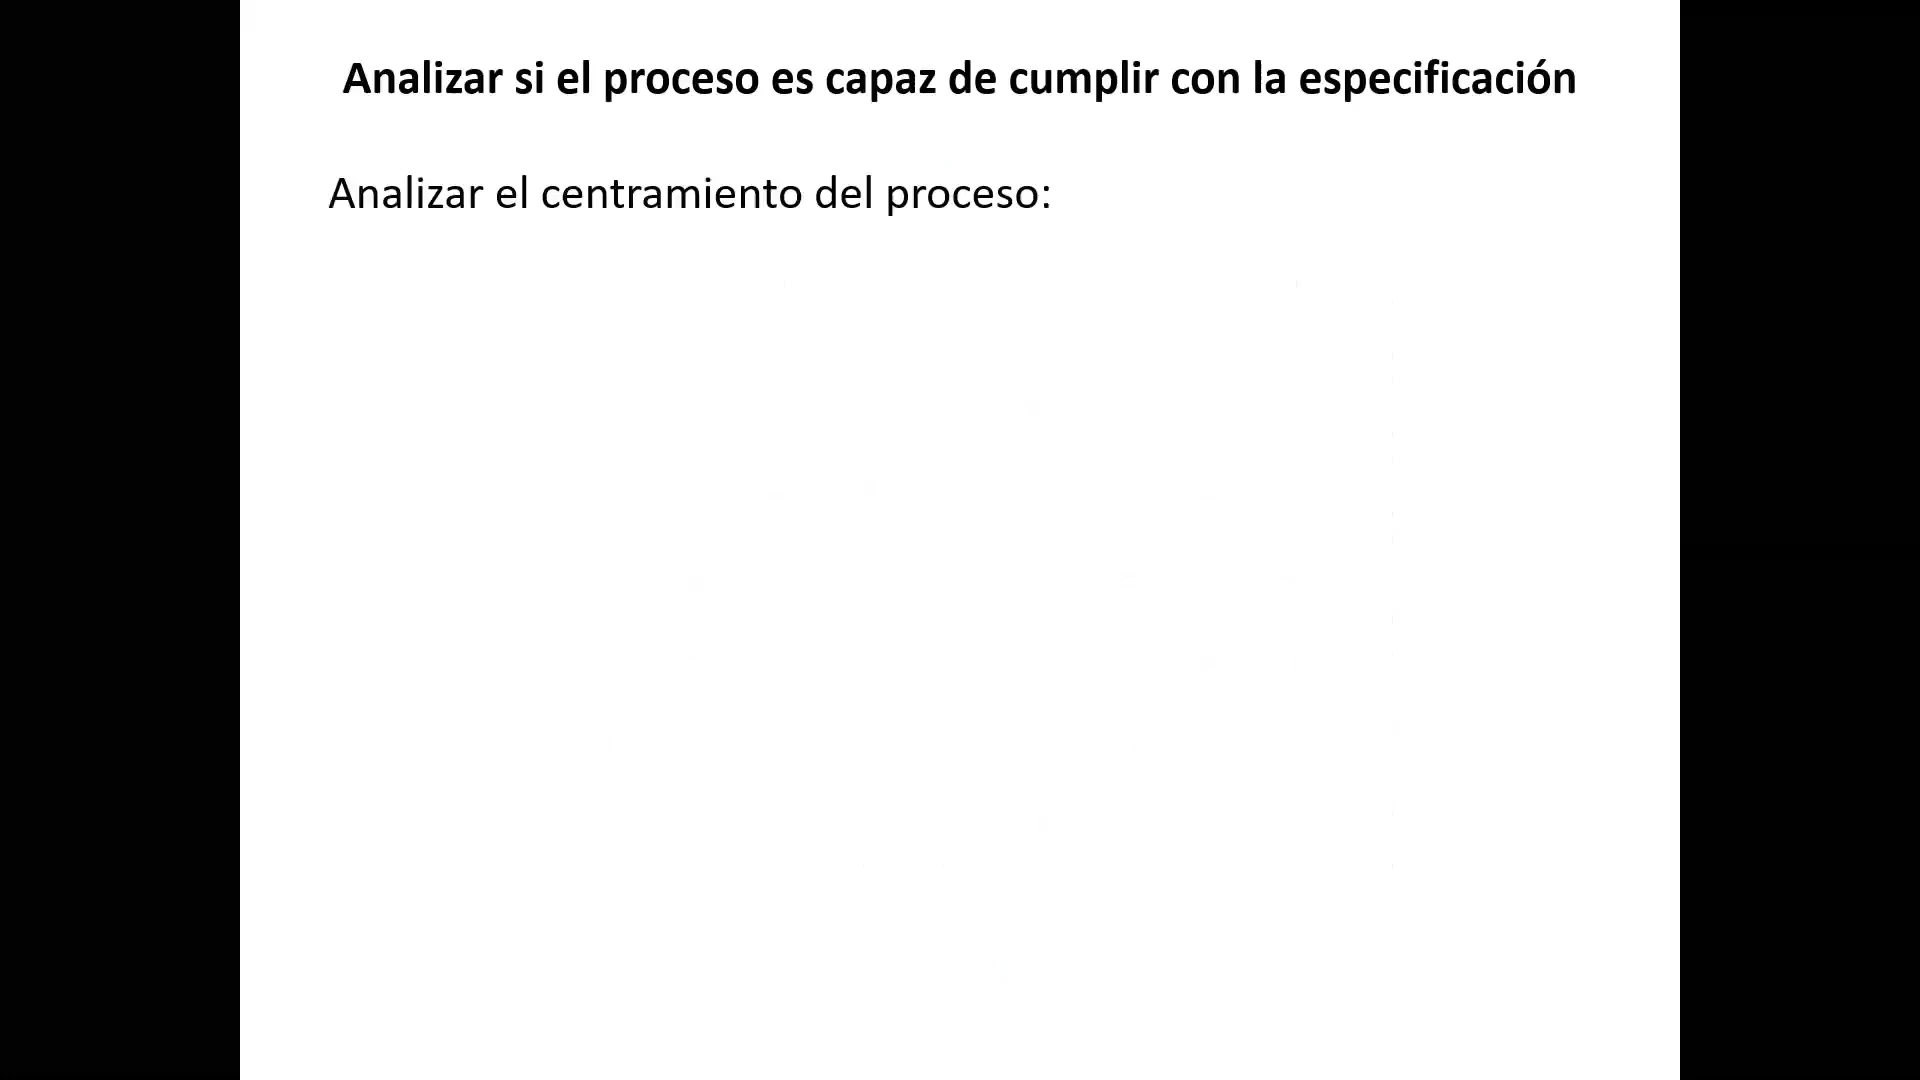 Analizar si el proceso es capaz de cumplir con la especificación
Analizar el centramiento del proceso: